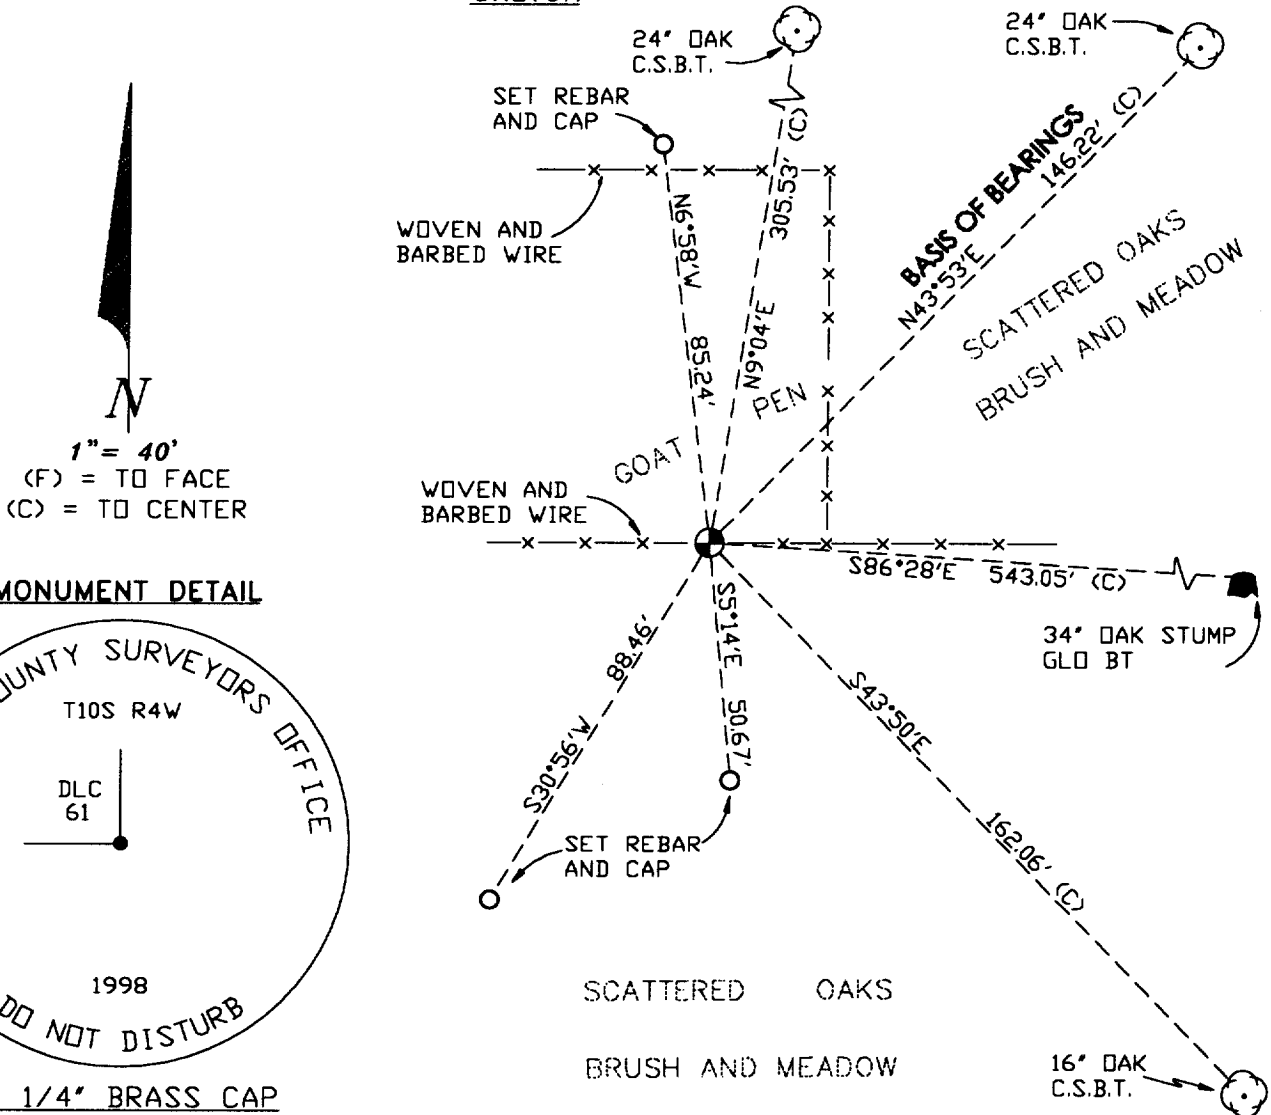 24" OAK
C.S.B.T.
24" OAK
C.S.B.T.
SET REBAR
AND CAP
305.53' (C)
N9°04'E
BASIS OF BEARINGS
146.22' (C)
N43°53'E
WOVEN AND
BARBED WIRE
N6°58'W 85.24'
SCATTERED OAKS
BRUSH AND MEADOW
GOAT PEN
N
1"= 40'
(F) = TO FACE
(C) = TO CENTER
WOVEN AND
BARBED WIRE
S86°28'E 543.05' (C)
34" OAK STUMP
GLO BT
MONUMENT DETAIL
OUNTY SURVEYORS OFFICE
T10S R4W
DLC
61
1998
DO NOT DISTURB
1/4" BRASS CAP
88.46'
S30°56'W
S5°14'E 50.67'
S43°50'E
162.06' (C)
SET REBAR
AND CAP
SCATTERED OAKS
BRUSH AND MEADOW
16" OAK
C.S.B.T.